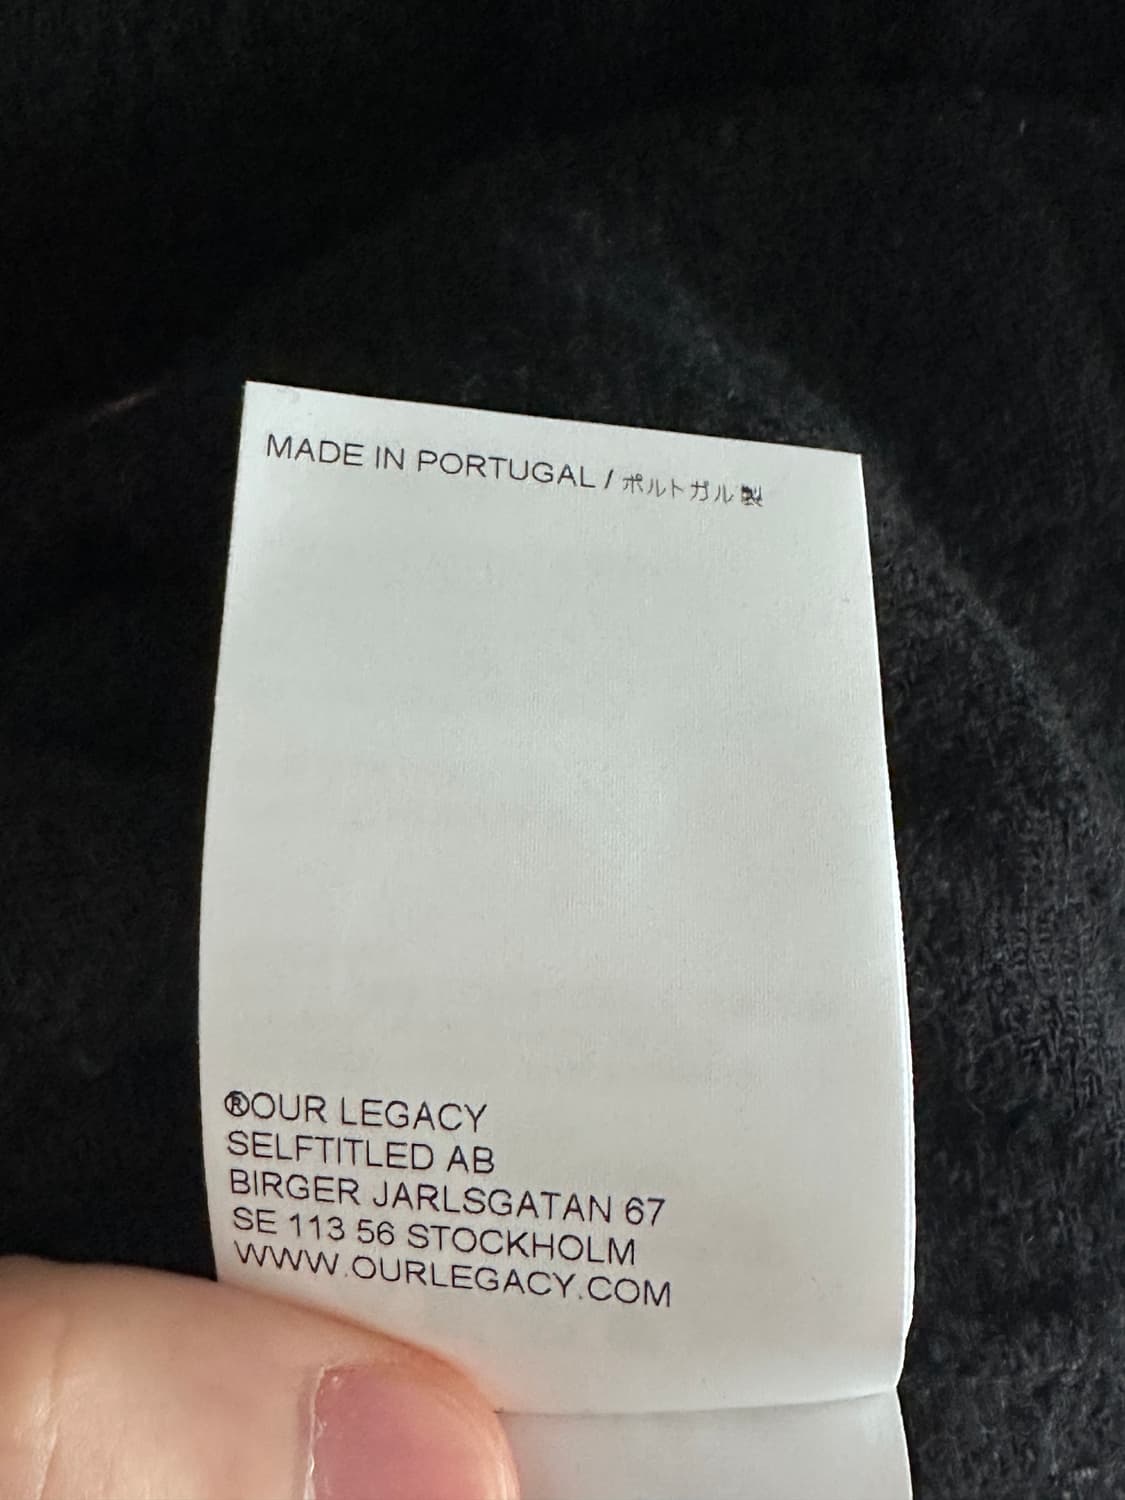 MADE IN PORTUGAL / ポルトガル製
®OUR LEGACY
SELFTITLED AB
BIRGER JARLSGATAN 67
SE 113 56 STOCKHOLM
WWW.OURLEGACY.COM